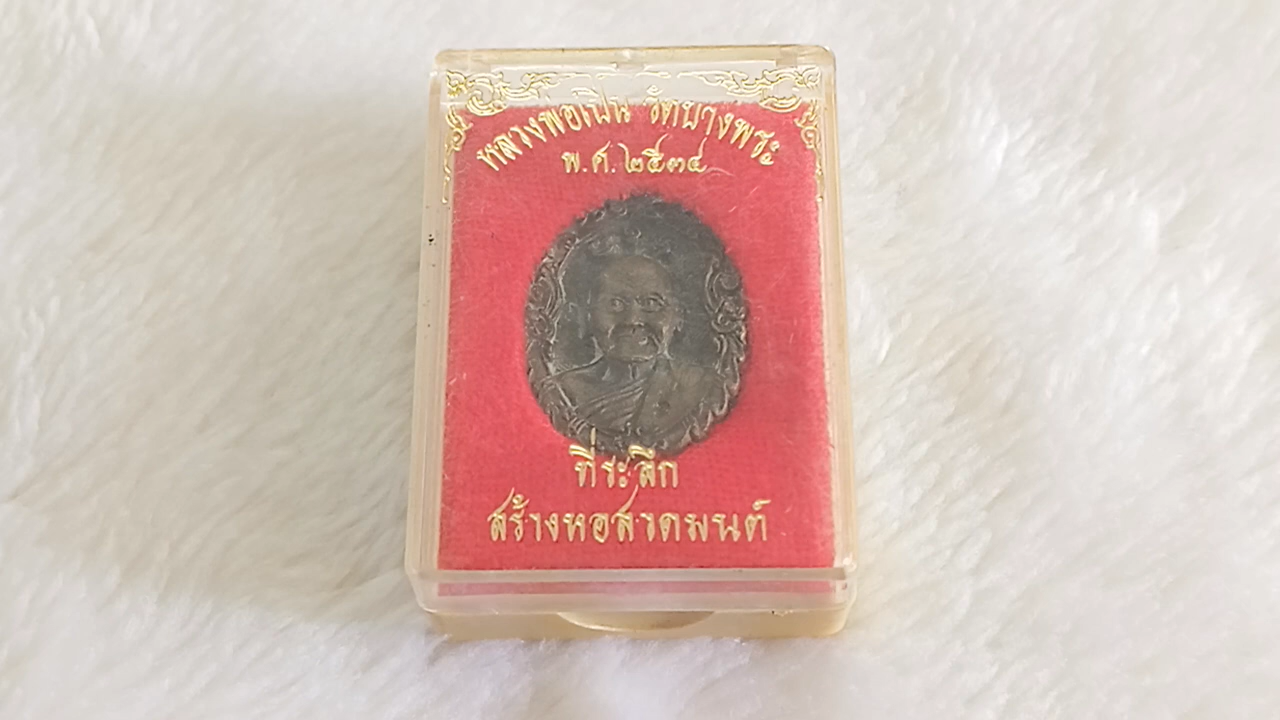 หลวงพ่อเปิ่น วัดบางพระ
พ.ศ. ๒๕๓๔
ที่ระลึก
สร้างหอสวดมนต์